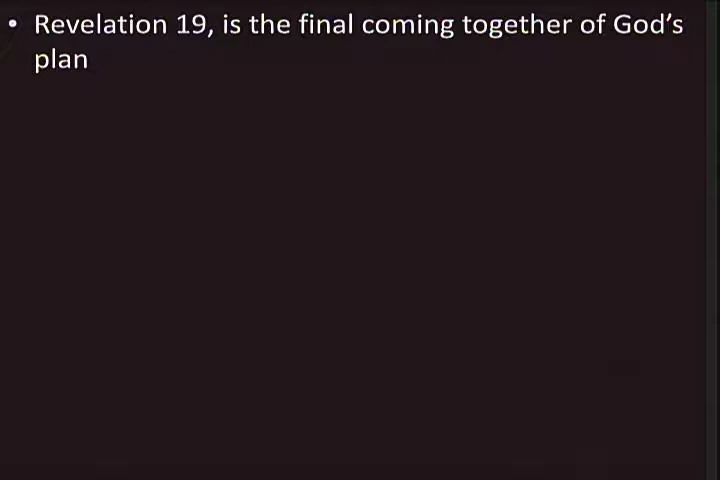 • Revelation 19, is the final coming together of God’s
plan